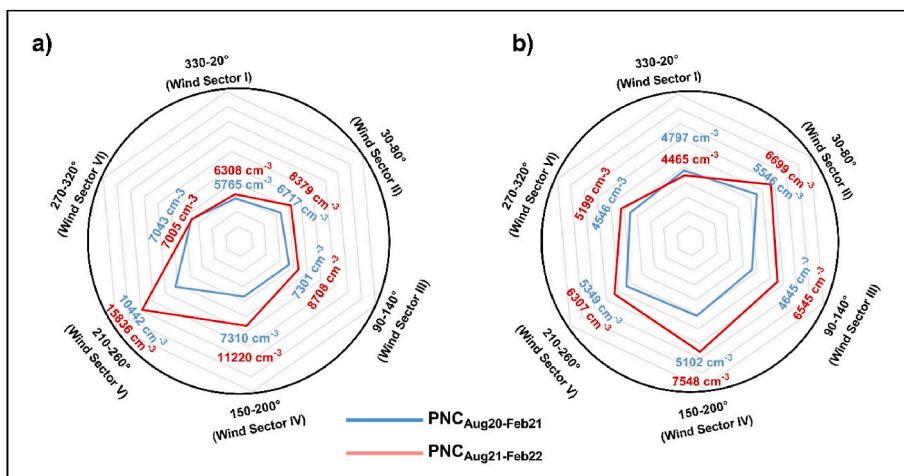 a)
330-20°
(Wind Sector I)
30-80°
(Wind Sector II)
90-140°
(Wind Sector III)
150-200°
(Wind Sector IV)
210-260°
(Wind Sector V)
270-320°
(Wind Sector VI)
6308 cm⁻³
5765 cm⁻³
8379 cm⁻³
6717 cm⁻³
7301 cm⁻³
8708 cm⁻³
7310 cm⁻³
11220 cm⁻³
10442 cm⁻³
15836 cm⁻³
7043 cm-3
7005 cm-3
b)
330-20°
(Wind Sector I)
30-80°
(Wind Sector II)
90-140°
(Wind Sector III)
150-200°
(Wind Sector IV)
210-260°
(Wind Sector V)
270-320°
(Wind Sector VI)
4797 cm⁻³
4465 cm⁻³
6699 cm⁻³
5546 cm⁻³
4645 cm⁻³
6545 cm⁻³
5102 cm⁻³
7548 cm⁻³
5349 cm⁻³
6307 cm⁻³
5199 cm-3
4546 cm⁻³
PNC Aug20-Feb21
PNC Aug21-Feb22